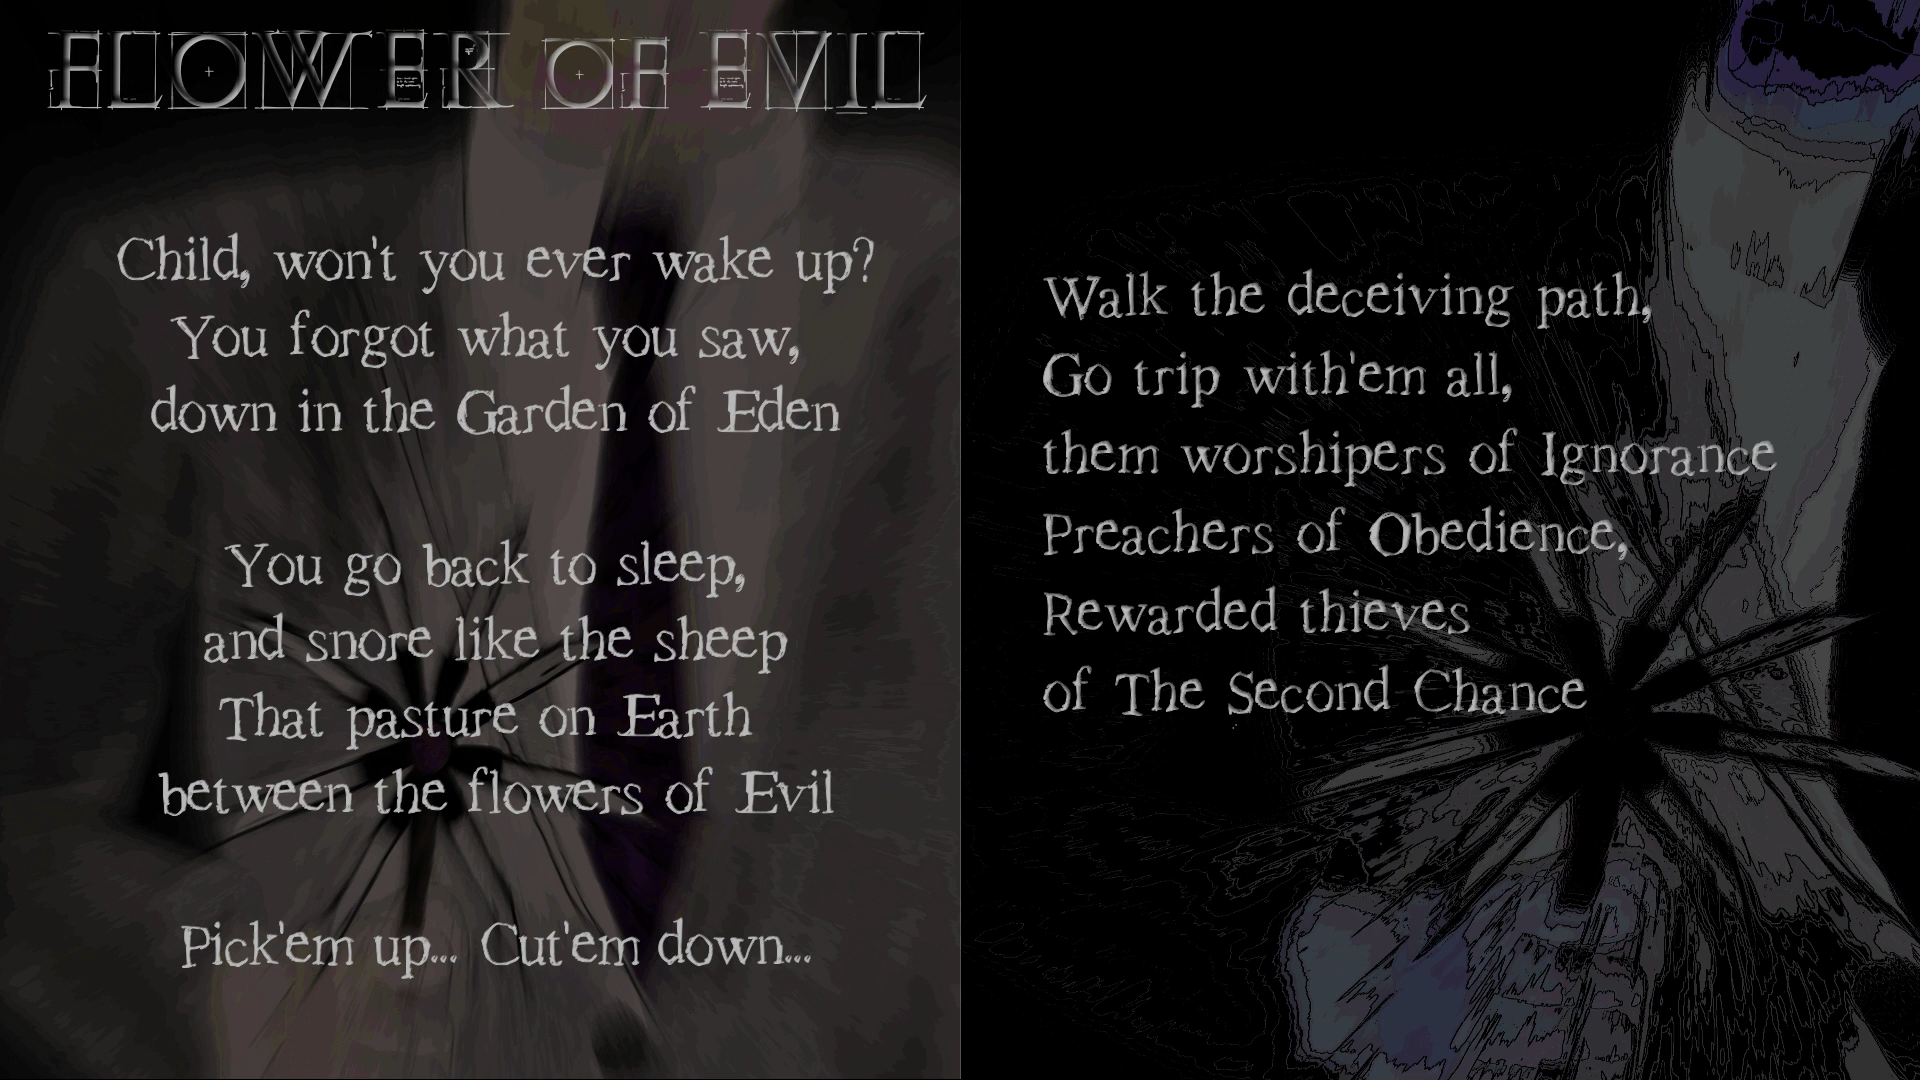 FLOWER OF EVIL
Child, won't you ever wake up?
You forgot what you saw,
down in the Garden of Eden
You go back to sleep,
and snore like the sheep
That pasture on Earth
between the flowers of Evil
Pick'em up... Cut'em down...
Walk the deceiving path,
Go trip with'em all,
them worshipers of Ignorance
Preachers of Obedience,
Rewarded thieves
of The Second Chance